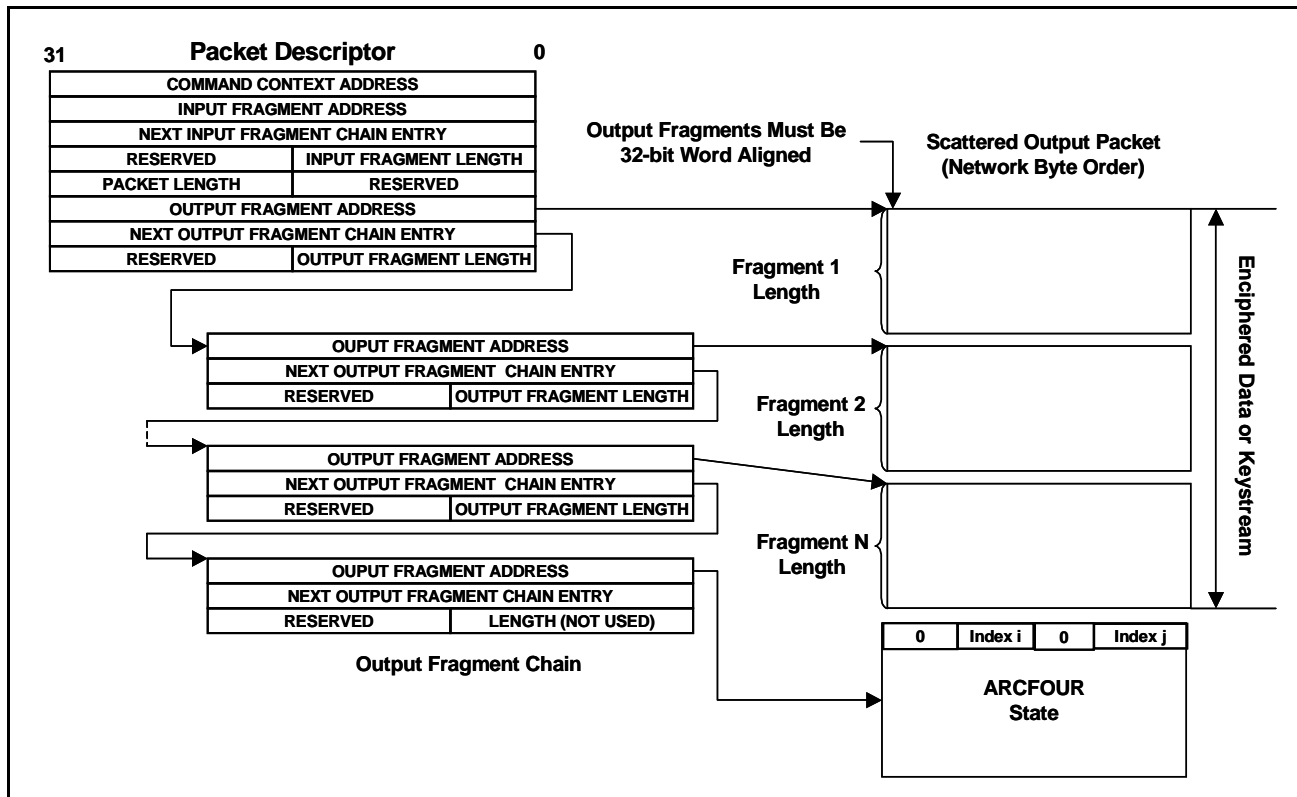 31 Packet Descriptor 0
COMMAND CONTEXT ADDRESS
INPUT FRAGMENT ADDRESS
NEXT INPUT FRAGMENT CHAIN ENTRY
RESERVED INPUT FRAGMENT LENGTH
PACKET LENGTH RESERVED
OUTPUT FRAGMENT ADDRESS
NEXT OUTPUT FRAGMENT CHAIN ENTRY
RESERVED OUTPUT FRAGMENT LENGTH
Output Fragments Must Be
32-bit Word Aligned
Scattered Output Packet
(Network Byte Order)
Fragment 1
Length
OUPUT FRAGMENT ADDRESS
NEXT OUTPUT FRAGMENT CHAIN ENTRY
RESERVED OUTPUT FRAGMENT LENGTH
Fragment 2
Length
OUTPUT FRAGMENT ADDRESS
NEXT OUTPUT FRAGMENT CHAIN ENTRY
RESERVED OUTPUT FRAGMENT LENGTH
Fragment N
Length
OUPUT FRAGMENT ADDRESS
NEXT OUTPUT FRAGMENT CHAIN ENTRY
RESERVED LENGTH (NOT USED)
Output Fragment Chain
Enciphered Data or Keystream
0 Index i 0 Index j
ARCFOUR
State